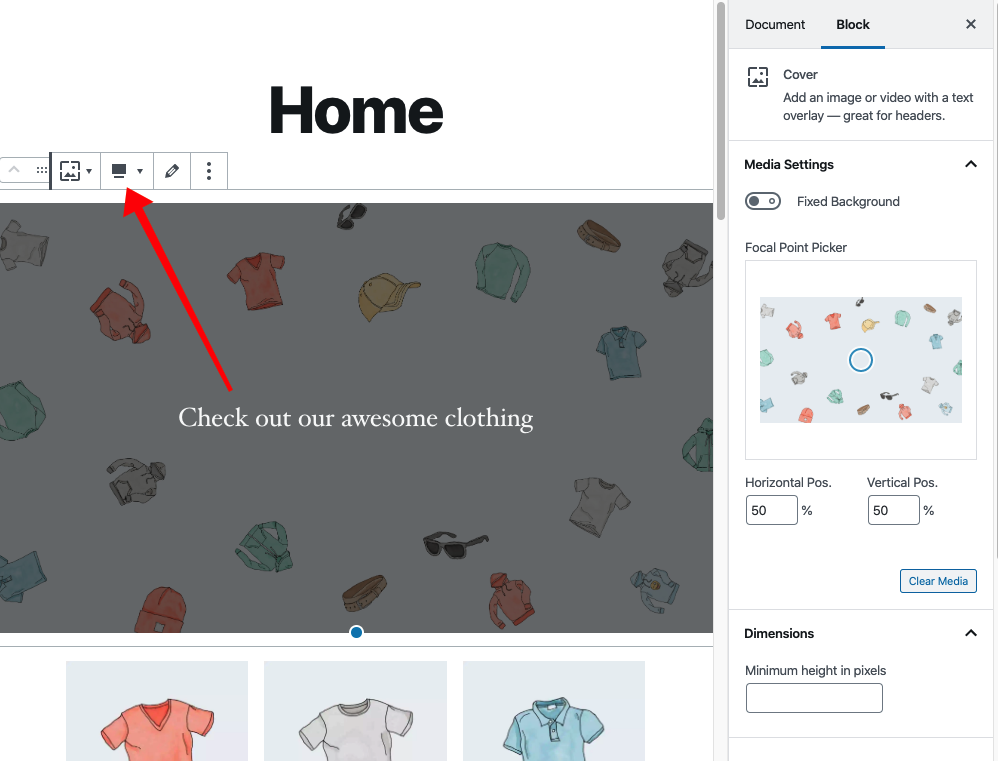 Document Block
Cover
Add an image or video with a text
overlay — great for headers.
Home
Media Settings
Fixed Background
Focal Point Picker
Check out our awesome clothing
Horizontal Pos. Vertical Pos.
50 % 50 %
Clear Media
Dimensions
Minimum height in pixels